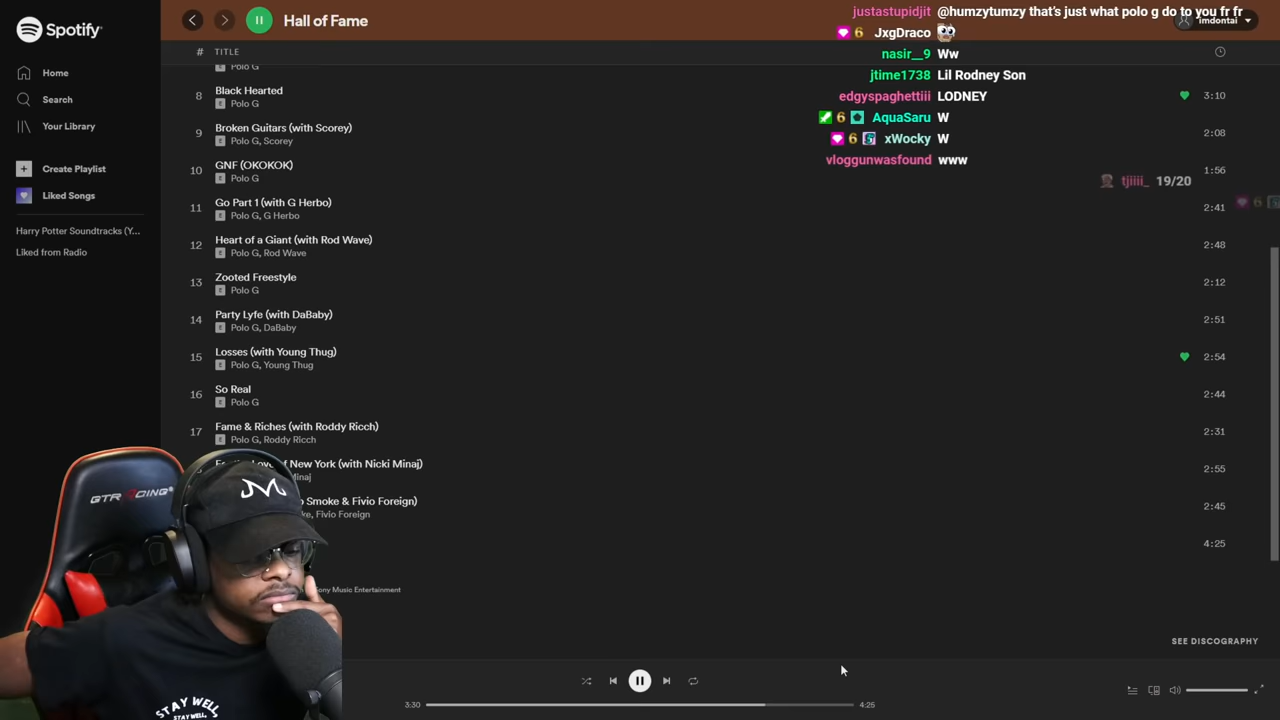 Spotify
Hall of Fame
imdontai
# TITLE
Home
Search
Your Library
Create Playlist
Liked Songs
Harry Potter Soundtracks (Y...
Liked from Radio
Polo G
8 Black Hearted 3:10
E Polo G
9 Broken Guitars (with Scorey) 2:08
E Polo G, Scorey
10 GNF (OKOKOK) 1:56
E Polo G
11 Go Part 1 (with G Herbo) 2:41
E Polo G, G Herbo
12 Heart of a Giant (with Rod Wave) 2:48
E Polo G, Rod Wave
13 Zooted Freestyle 2:12
E Polo G
14 Party Lyfe (with DaBaby) 2:51
E Polo G, DaBaby
15 Losses (with Young Thug) 2:54
E Polo G, Young Thug
16 So Real 2:44
E Polo G
17 Fame & Riches (with Roddy Ricch) 2:31
E Polo G, Roddy Ricch
of New York (with Nicki Minaj) 2:55
Minaj
Smoke & Fivio Foreign) 2:45
Fivio Foreign
4:25
Sony Music Entertainment
SEE DISCOGRAPHY
3:30 4:25
justastupidjit @humzytumzy that's just what polo g do to you fr fr
6 JxgDraco
nasir__9 Ww
jtime1738 Lil Rodney Son
edgyspaghettiii LODNEY
6 AquaSaru W
6 xWocky W
vloggunwasfound www
tjiiii_ 19/20
6
GTRACING
STAY WELL,
STAY WELL,